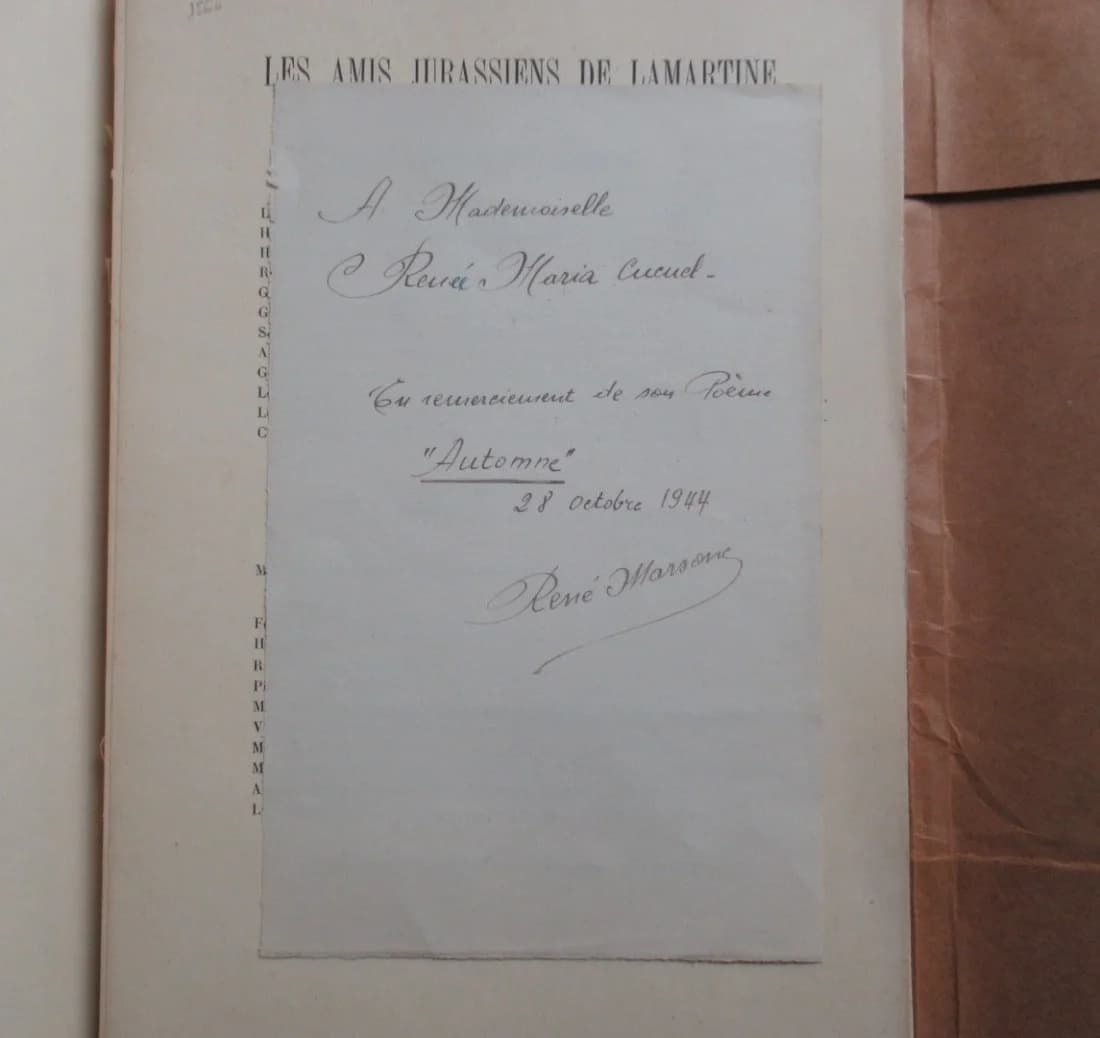 LES AMIS JURASSIENS DE LAMARTINE
A Mademoiselle
Renée Maria Cucuel -
En remerciement de son Poème
"Automne"
28 Octobre 1944
René Marsonne
L
H
H
R
G
G
S
A
G
L
L
C
M
F
H
R
P
M
V
M
M
A
L